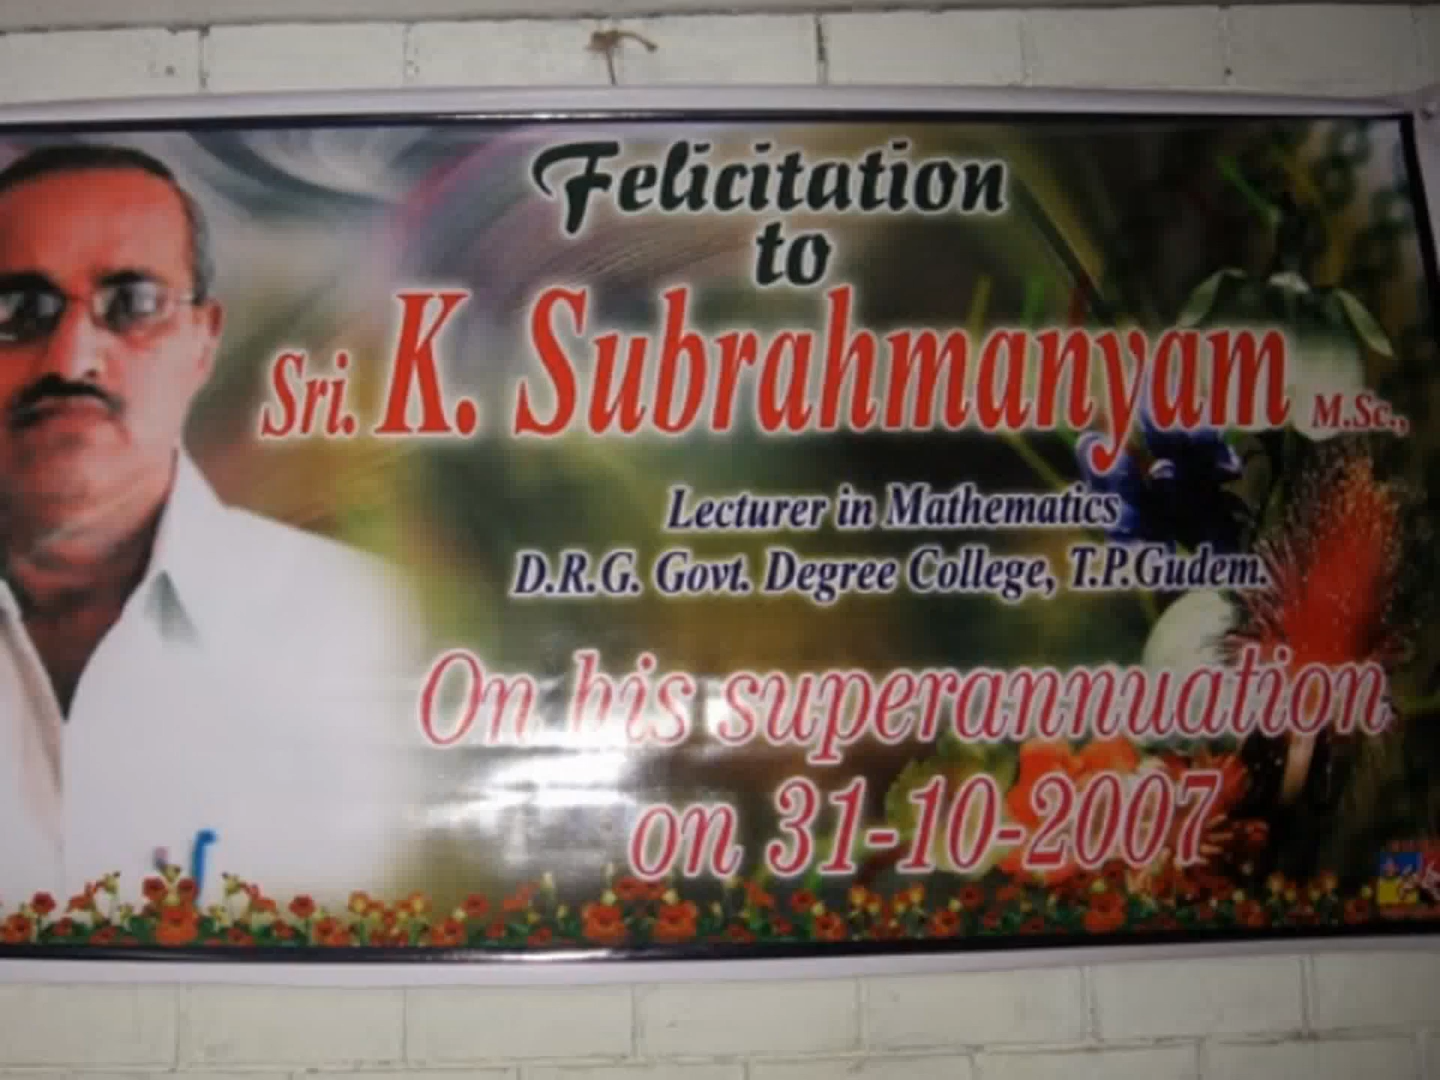 Felicitation
to
Sri. K. Subrahmanyam M.Sc.,
Lecturer in Mathematics
D.R.G. Govt. Degree College, T.P.Gudem.
On his superannuation
on 31-10-2007